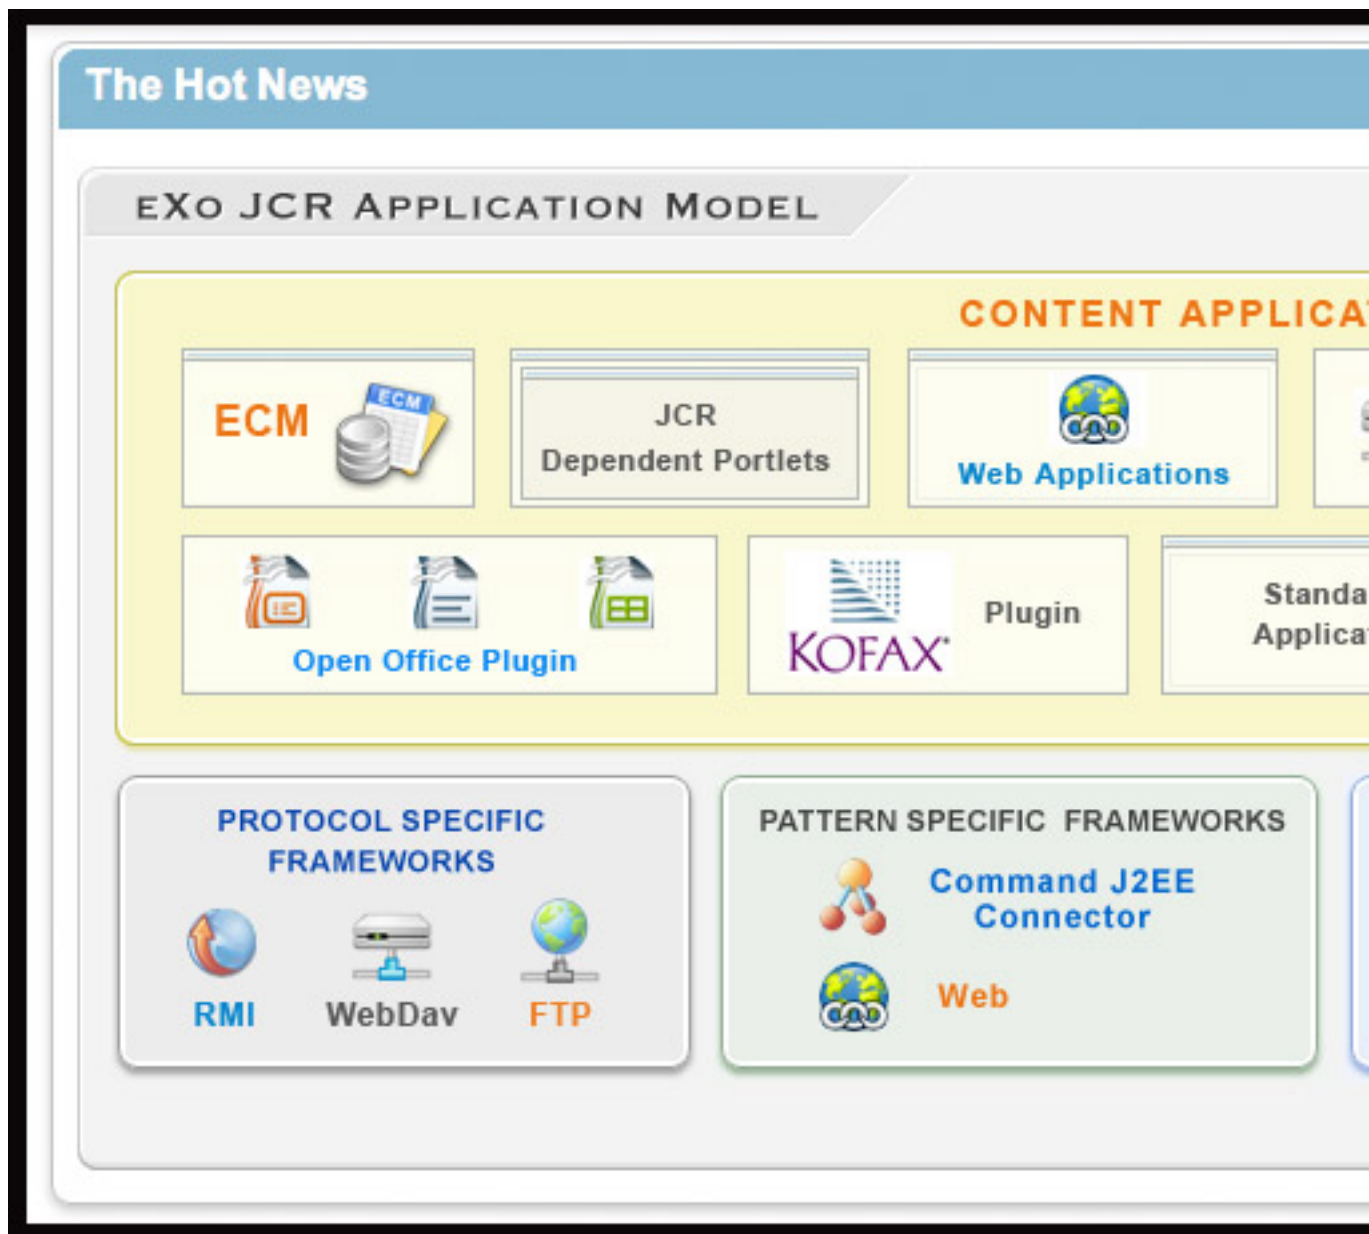 The Hot News
eXo JCR Application Model
CONTENT APPLICA
ECM
ECM
JCR
Dependent Portlets
Web Applications
Open Office Plugin
KOFAX
Plugin
Standa
Applica
PROTOCOL SPECIFIC
FRAMEWORKS
RMI
WebDav
FTP
PATTERN SPECIFIC FRAMEWORKS
Command J2EE
Connector
Web